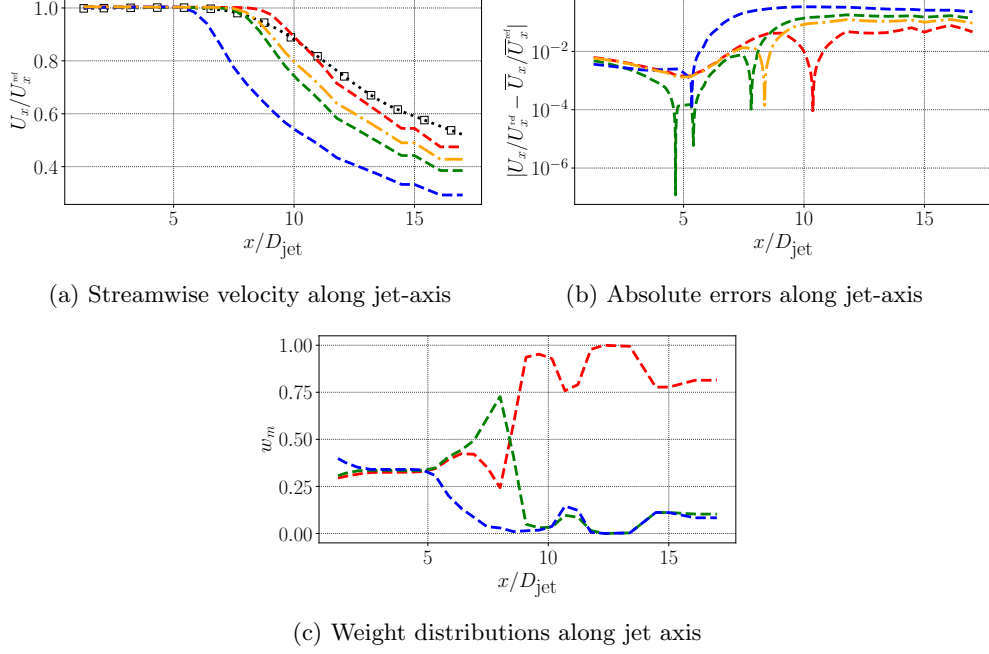 1.0
0.8
0.6
0.4
U_x/U_x^{ref}
5 10 15
x/D_jet
10^{-2}
10^{-4}
10^{-6}
|U_x/U_x^{ref} − \overline{U}_x/\overline{U}_x^{ref}|
5 10 15
x/D_jet
(a) Streamwise velocity along jet-axis
(b) Absolute errors along jet-axis
1.00
0.75
0.50
0.25
0.00
w_m
5 10 15
x/D_jet
(c) Weight distributions along jet axis